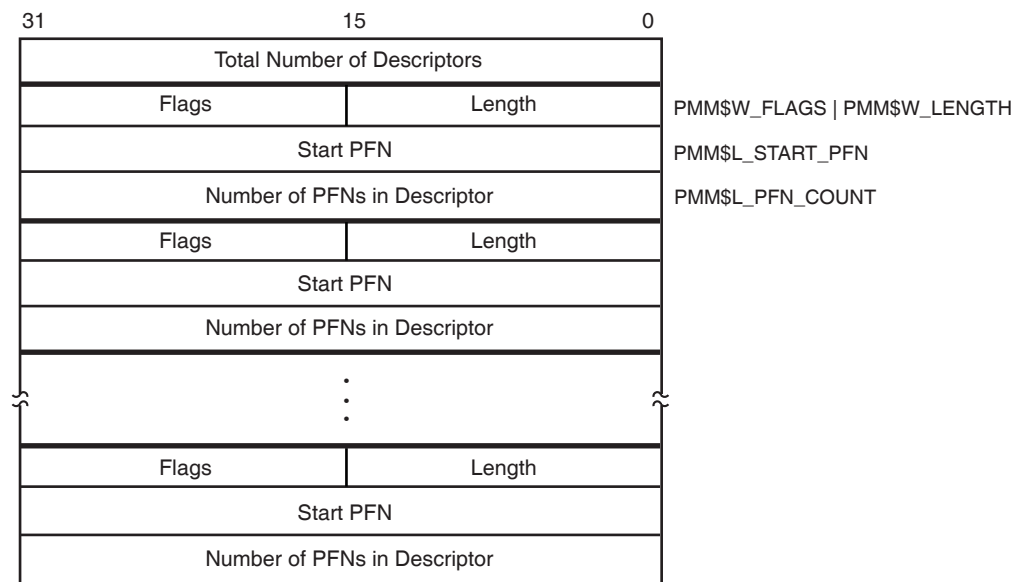 31 15 0
Total Number of Descriptors
Flags Length PMM$W_FLAGS | PMM$W_LENGTH
Start PFN PMM$L_START_PFN
Number of PFNs in Descriptor PMM$L_PFN_COUNT
Flags Length
Start PFN
Number of PFNs in Descriptor
Flags Length
Start PFN
Number of PFNs in Descriptor